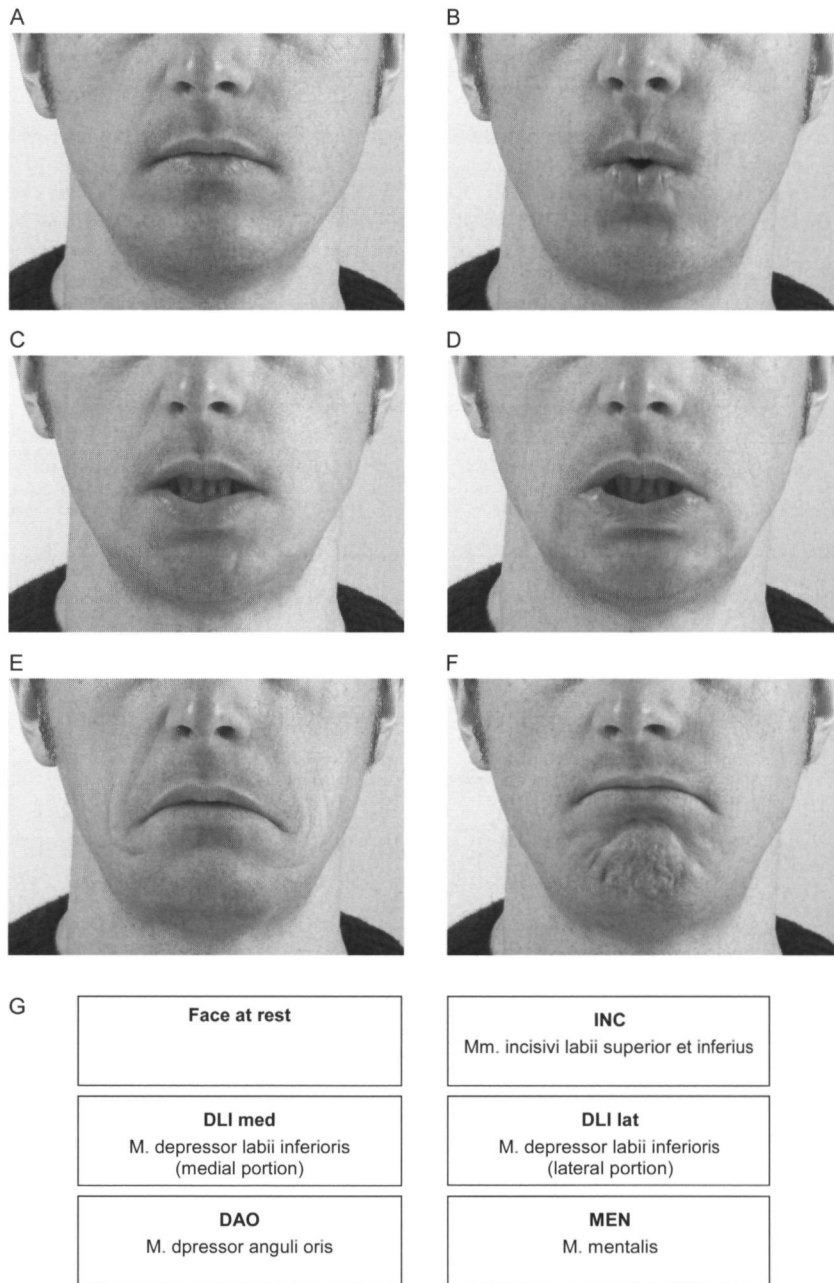 A
B
C
D
E
F
G
Face at rest
INC
Mm. incisivi labii superior et inferius
DLI med
M. depressor labii inferioris
(medial portion)
DLI lat
M. depressor labii inferioris
(lateral portion)
DAO
M. dpressor anguli oris
MEN
M. mentalis